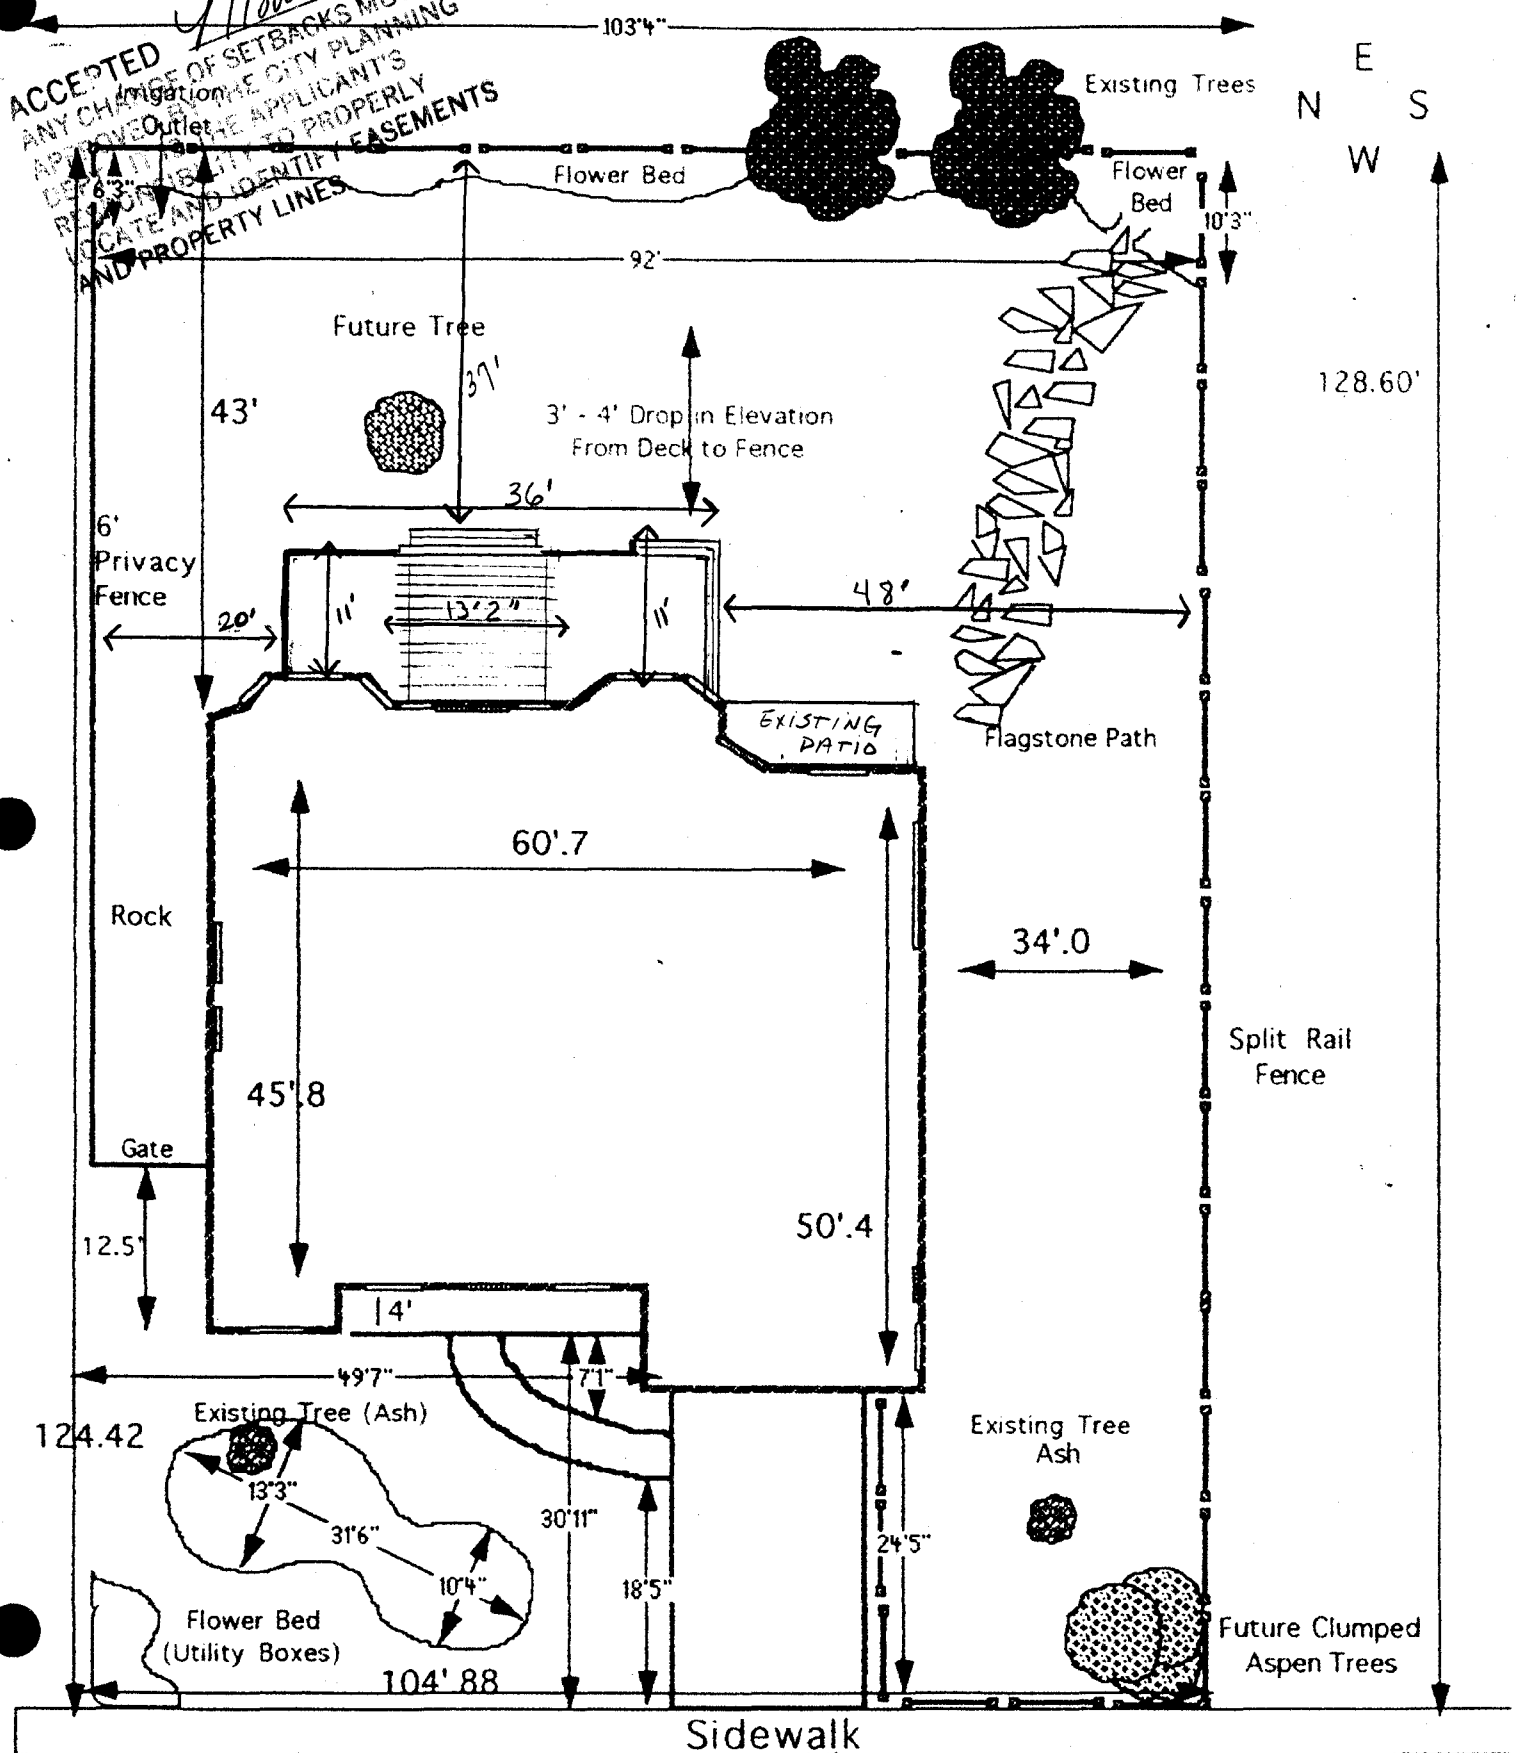 103'4"
ACCEPTED
ANY CHANGE OF SETBACKS MU
APPROVED BY THE CITY PLANNING
THE APPLICANT'S
RESPONSIBILITY TO PROPERLY
LOCATE AND IDENTIFY EASEMENTS
AND PROPERTY LINES
Irrigation
Outlet
Existing Trees
E
N S
W
Flower Bed
Flower
Bed
6'3"
10'3"
92'
Future Tree
37'
128.60'
43'
3' - 4' Drop in Elevation
From Deck to Fence
36'
6'
Privacy
Fence
20'
11'
13'2"
11'
48'
EXISTING
PATIO
Flagstone Path
60'.7
Rock
34'.0
Split Rail
Fence
45'.8
Gate
50'.4
12.5'
4'
49'7"
7'1"
Existing Tree (Ash)
124.42
Existing Tree
Ash
13'3"
31'6"
30'11"
24'5"
10'4"
18'5"
Flower Bed
(Utility Boxes)
Future Clumped
Aspen Trees
104'.88
Sidewalk